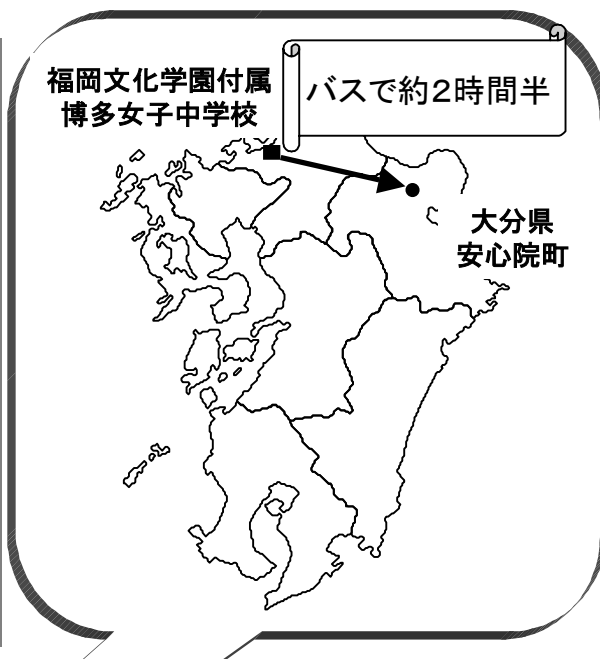 福岡文化学園付属
博多女子中学校
バスで約２時間半
大分県
安心院町